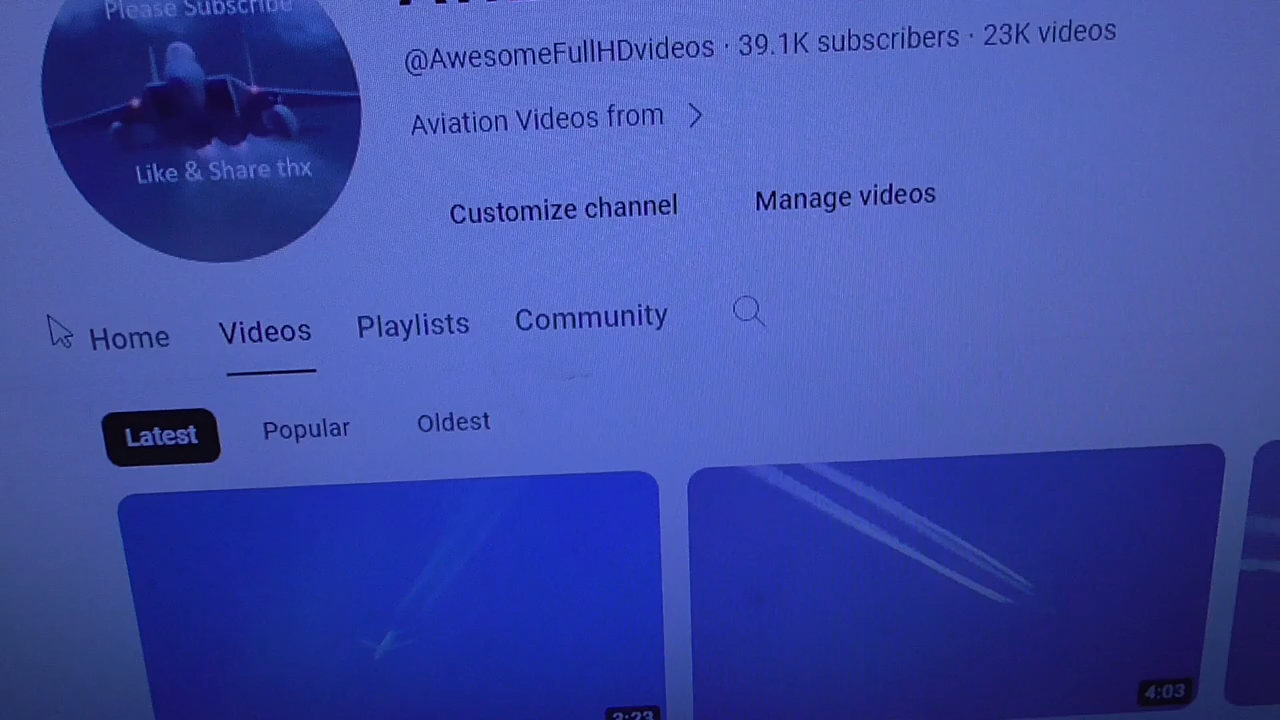 Please Subscribe
Like & Share thx
@AwesomeFullHDvideos · 39.1K subscribers · 23K videos
Aviation Videos from
Customize channel
Manage videos
Home
Videos
Playlists
Community
Latest
Popular
Oldest
4:03